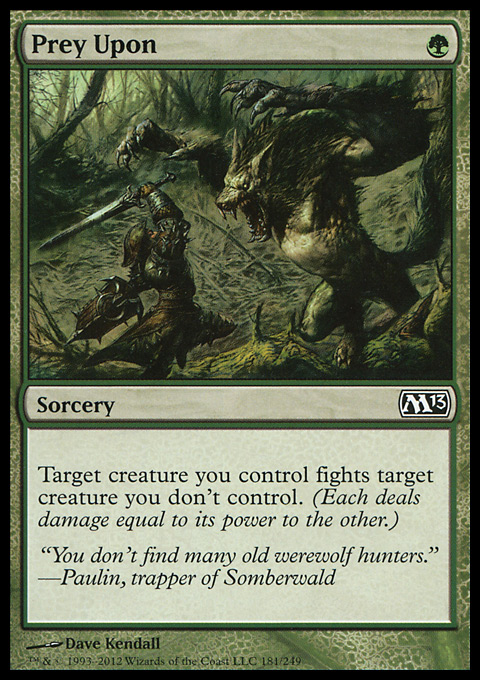 Prey Upon
Sorcery
M13
Target creature you control fights target
creature you don't control. (Each deals
damage equal to its power to the other.)
"You don't find many old werewolf hunters."
—Paulin, trapper of Somberwald
Dave Kendall
™ & © 1993–2012 Wizards of the Coast LLC 181/249